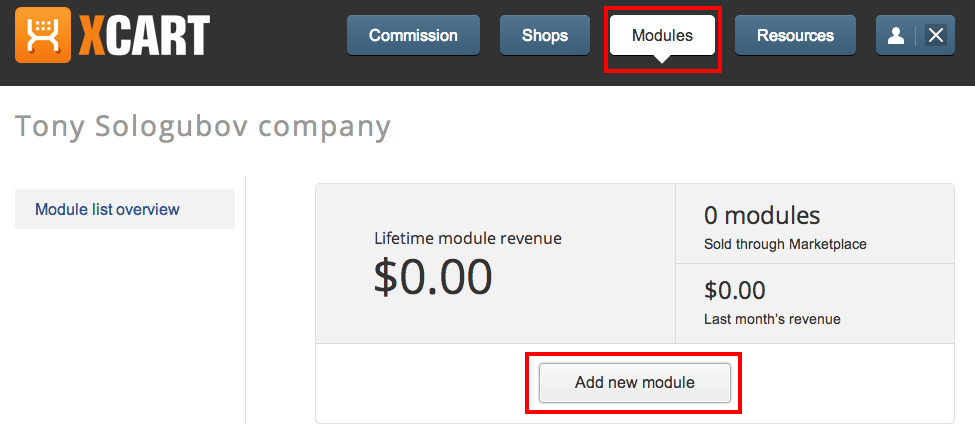 XCART
Commission
Shops
Modules
Resources
Tony Sologubov company
Module list overview
Lifetime module revenue
$0.00
0 modules
Sold through Marketplace
$0.00
Last month's revenue
Add new module